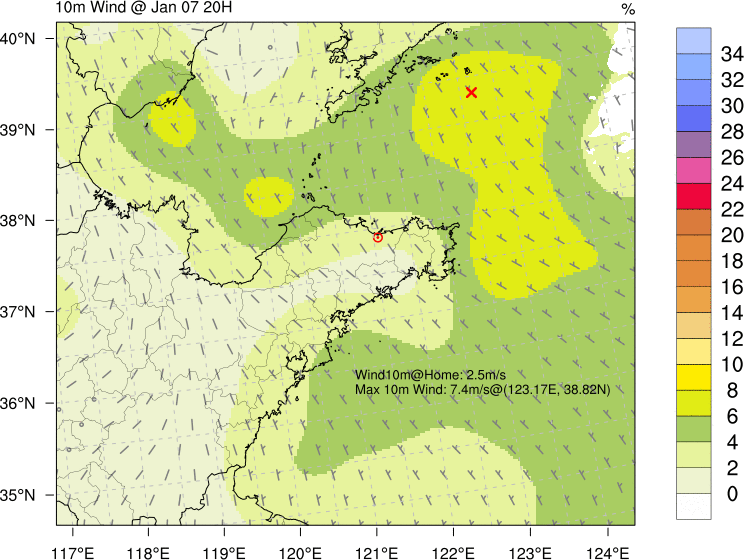 10m Wind @ Jan 07 20H
%
40°N
39°N
38°N
37°N
36°N
35°N
Wind10m@Home: 2.5m/s
Max 10m Wind: 7.4m/s@(123.17E, 38.82N)
117°E 118°E 119°E 120°E 121°E 122°E 123°E 124°E
34
32
30
28
26
24
22
20
18
16
14
12
10
8
6
4
2
0